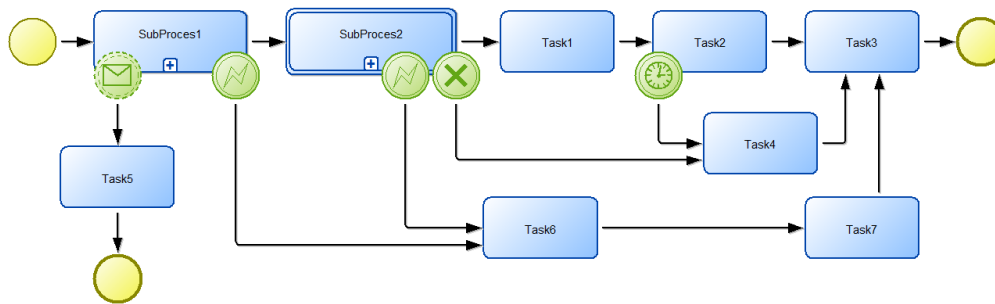 SubProces1
SubProces2
Task1
Task2
Task3
Task4
Task5
Task6
Task7